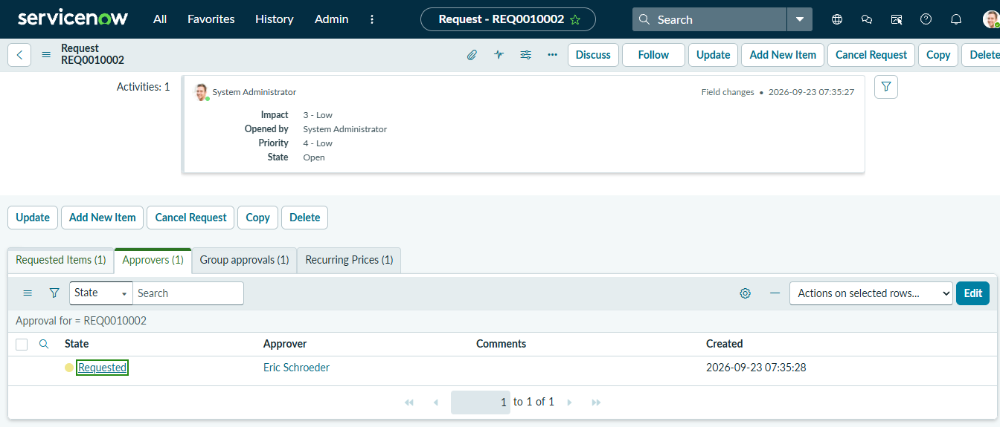 servicenow All Favorites History Admin Request - REQ0010002 Search
Request
REQ0010002
Discuss Follow Update Add New Item Cancel Request Copy Delete
Activities: 1
System Administrator Field changes • 2026-09-23 07:35:27
Impact 3 - Low
Opened by System Administrator
Priority 4 - Low
State Open
Update Add New Item Cancel Request Copy Delete
Requested Items (1) Approvers (1) Group approvals (1) Recurring Prices (1)
State Search Actions on selected rows... Edit
Approval for = REQ0010002
State Approver Comments Created
Requested Eric Schroeder 2026-09-23 07:35:28
1 to 1 of 1